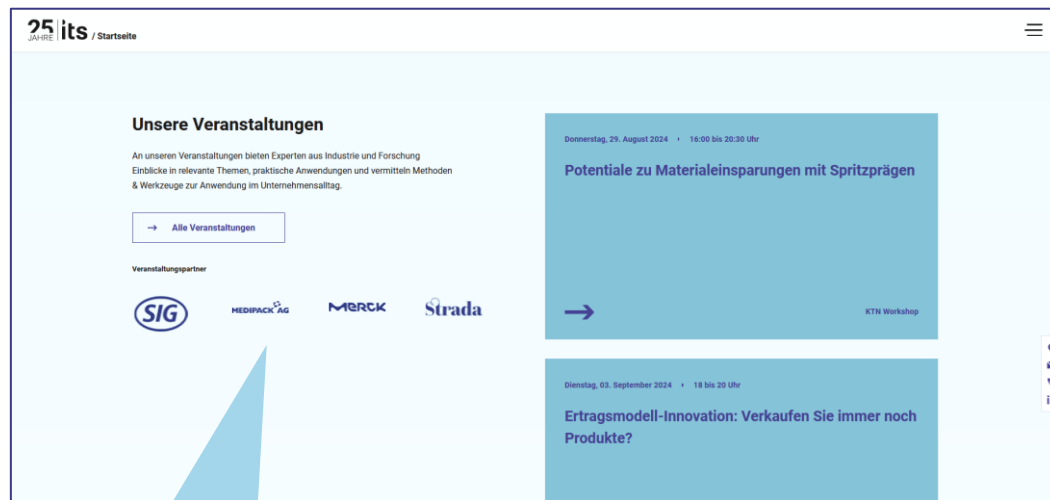 25 JAHRE its / Startseite
Unsere Veranstaltungen
An unseren Veranstaltungen bieten Experten aus Industrie und Forschung
Einblicke in relevante Themen, praktische Anwendungen und vermitteln Methoden
& Werkzeuge zur Anwendung im Unternehmensalltag.
→ Alle Veranstaltungen
Veranstaltungspartner
SIG MEDIPACK AG MERCK Strada
Donnerstag, 29. August 2024 • 16:00 bis 20:30 Uhr
Potentiale zu Materialeinsparungen mit Spritzprägen
→ KTN Workshop
Dienstag, 03. September 2024 • 18 bis 20 Uhr
Ertragsmodell-Innovation: Verkaufen Sie immer noch
Produkte?